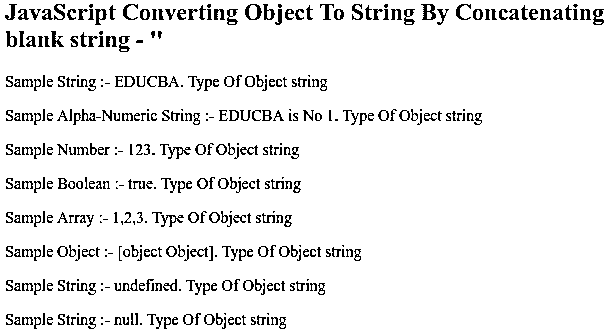 JavaScript Converting Object To String By Concatenating
blank string - ''
Sample String :- EDUCBA. Type Of Object string
Sample Alpha-Numeric String :- EDUCBA is No 1. Type Of Object string
Sample Number :- 123. Type Of Object string
Sample Boolean :- true. Type Of Object string
Sample Array :- 1,2,3. Type Of Object string
Sample Object :- [object Object]. Type Of Object string
Sample String :- undefined. Type Of Object string
Sample String :- null. Type Of Object string